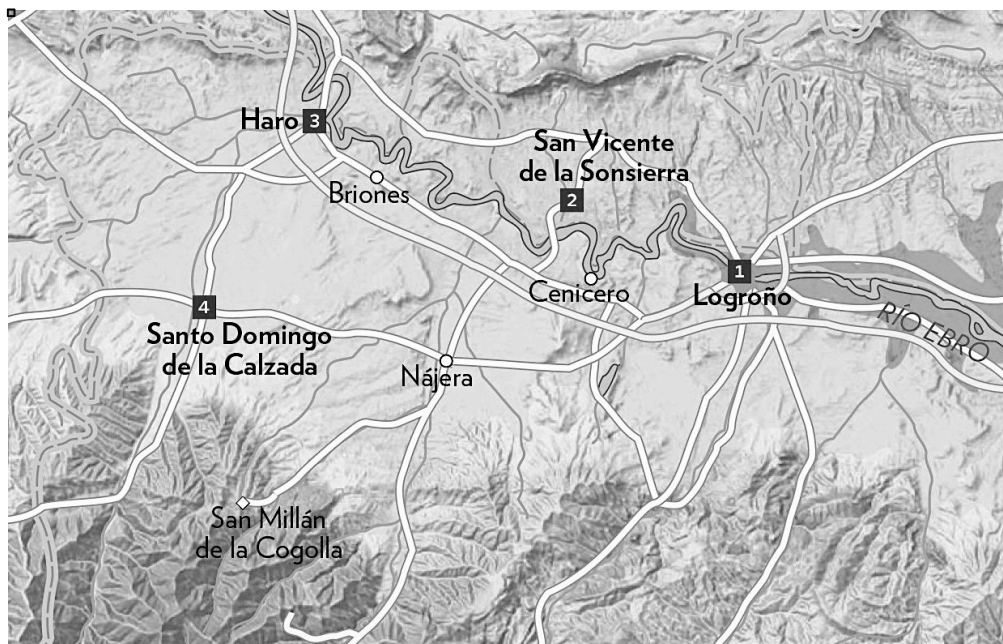 Haro 3
San Vicente
de la Sonsierra
2
Briones
1
Cenicero
Logroño
RÍO EBRO
4
Santo Domingo
de la Calzada
Nájera
San Millán
de la Cogolla